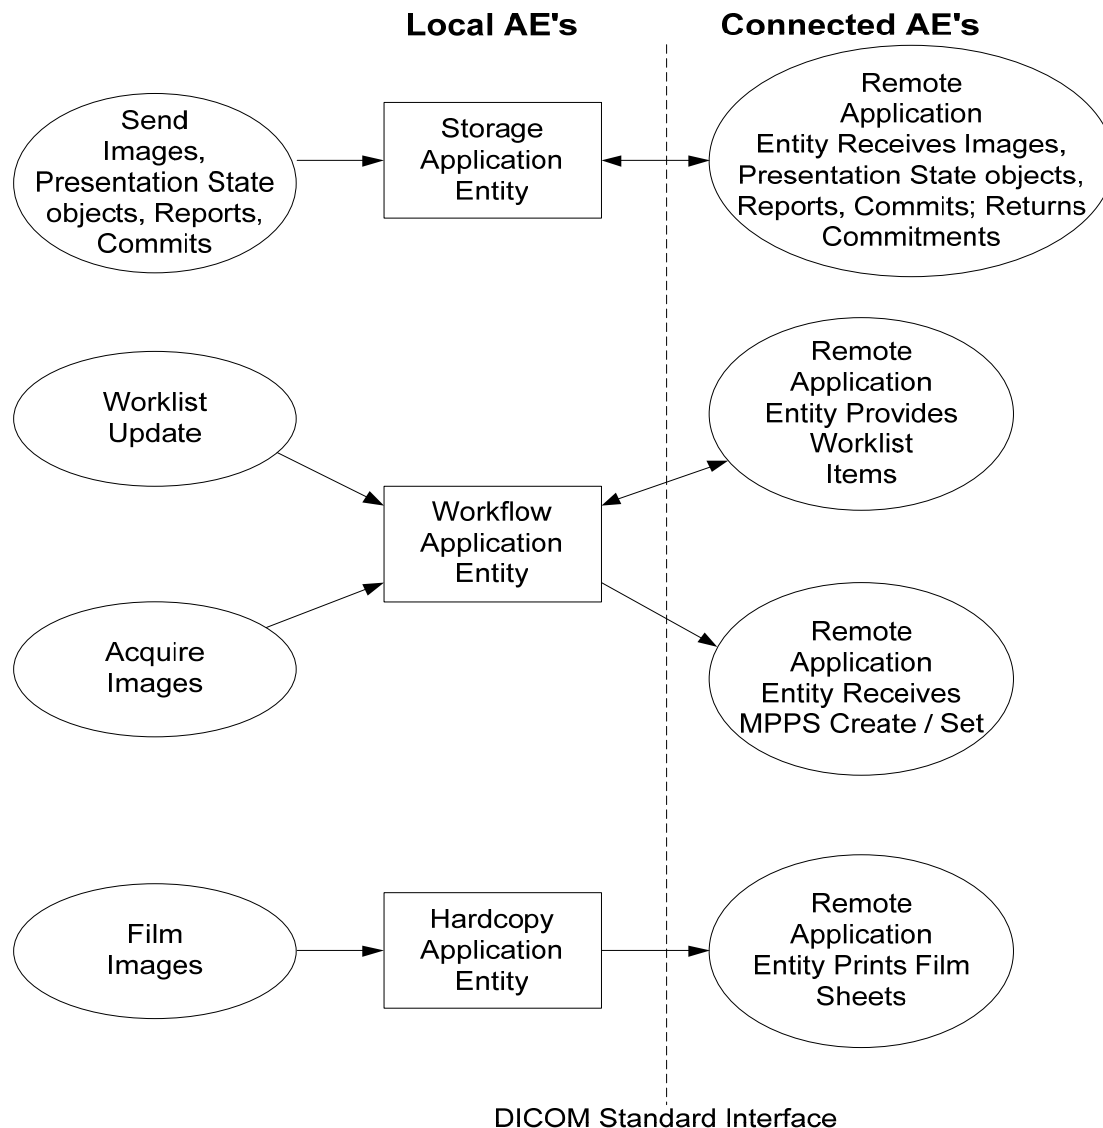 Local AE's
Connected AE's
Send
Images,
Presentation State
objects, Reports,
Commits
Storage
Application
Entity
Remote
Application
Entity Receives Images,
Presentation State objects,
Reports, Commits; Returns
Commitments
Worklist
Update
Workflow
Application
Entity
Remote
Application
Entity Provides
Worklist
Items
Acquire
Images
Remote
Application
Entity Receives
MPPS Create / Set
Film
Images
Hardcopy
Application
Entity
Remote
Application
Entity Prints Film
Sheets
DICOM Standard Interface